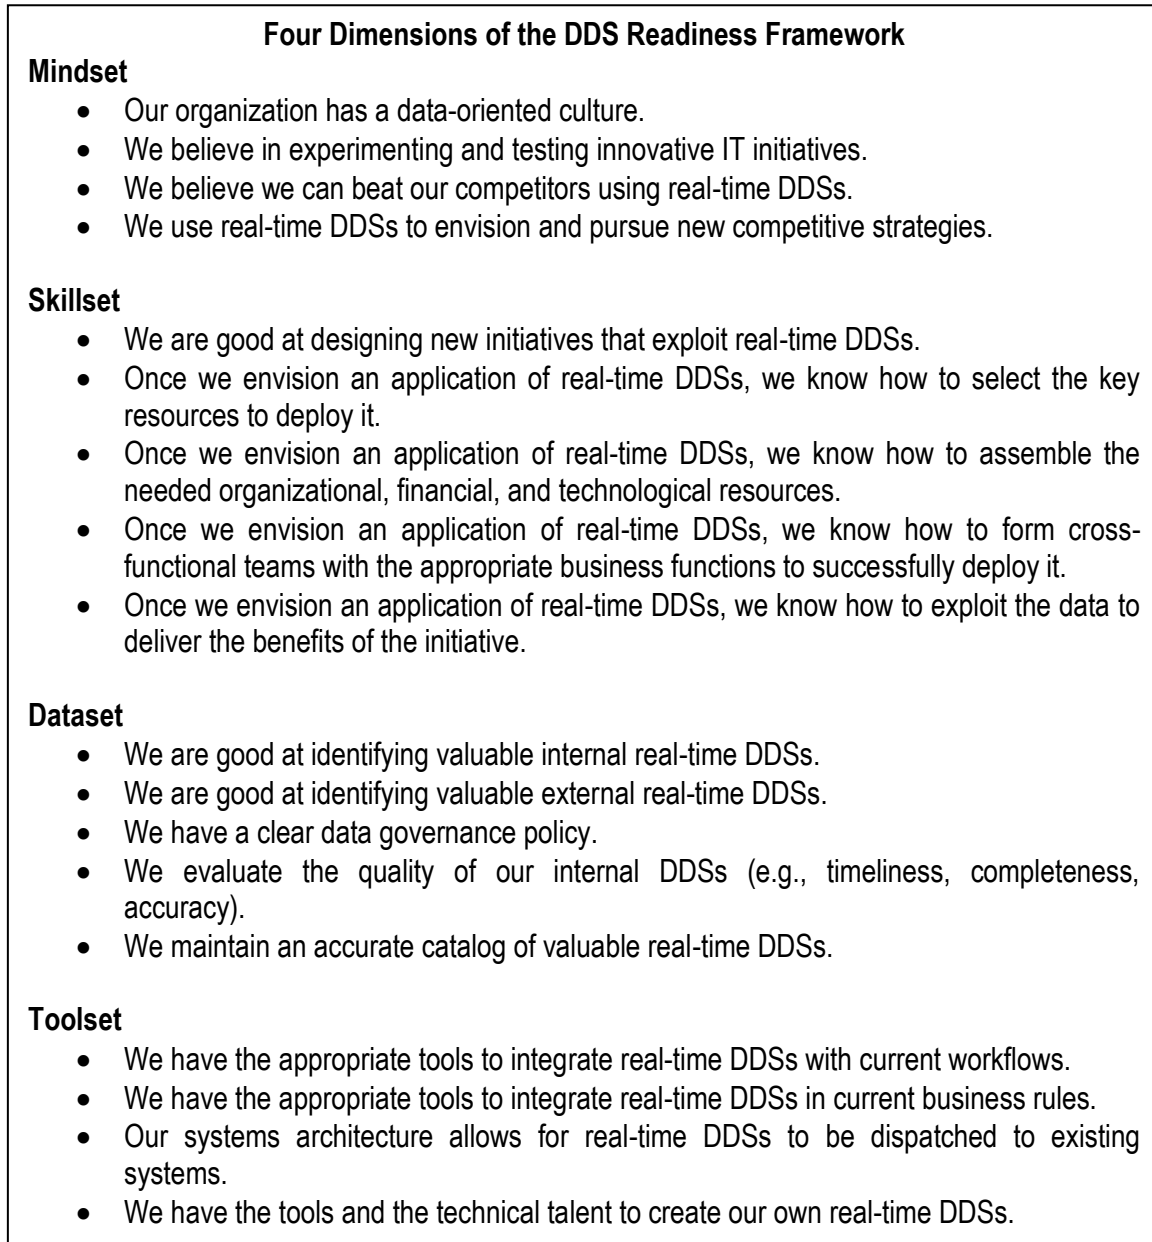 Four Dimensions of the DDS Readiness Framework
Mindset
• Our organization has a data-oriented culture.
• We believe in experimenting and testing innovative IT initiatives.
• We believe we can beat our competitors using real-time DDSs.
• We use real-time DDSs to envision and pursue new competitive strategies.
Skillset
• We are good at designing new initiatives that exploit real-time DDSs.
• Once we envision an application of real-time DDSs, we know how to select the key
resources to deploy it.
• Once we envision an application of real-time DDSs, we know how to assemble the
needed organizational, financial, and technological resources.
• Once we envision an application of real-time DDSs, we know how to form cross-
functional teams with the appropriate business functions to successfully deploy it.
• Once we envision an application of real-time DDSs, we know how to exploit the data to
deliver the benefits of the initiative.
Dataset
• We are good at identifying valuable internal real-time DDSs.
• We are good at identifying valuable external real-time DDSs.
• We have a clear data governance policy.
• We evaluate the quality of our internal DDSs (e.g., timeliness, completeness,
accuracy).
• We maintain an accurate catalog of valuable real-time DDSs.
Toolset
• We have the appropriate tools to integrate real-time DDSs with current workflows.
• We have the appropriate tools to integrate real-time DDSs in current business rules.
• Our systems architecture allows for real-time DDSs to be dispatched to existing
systems.
• We have the tools and the technical talent to create our own real-time DDSs.